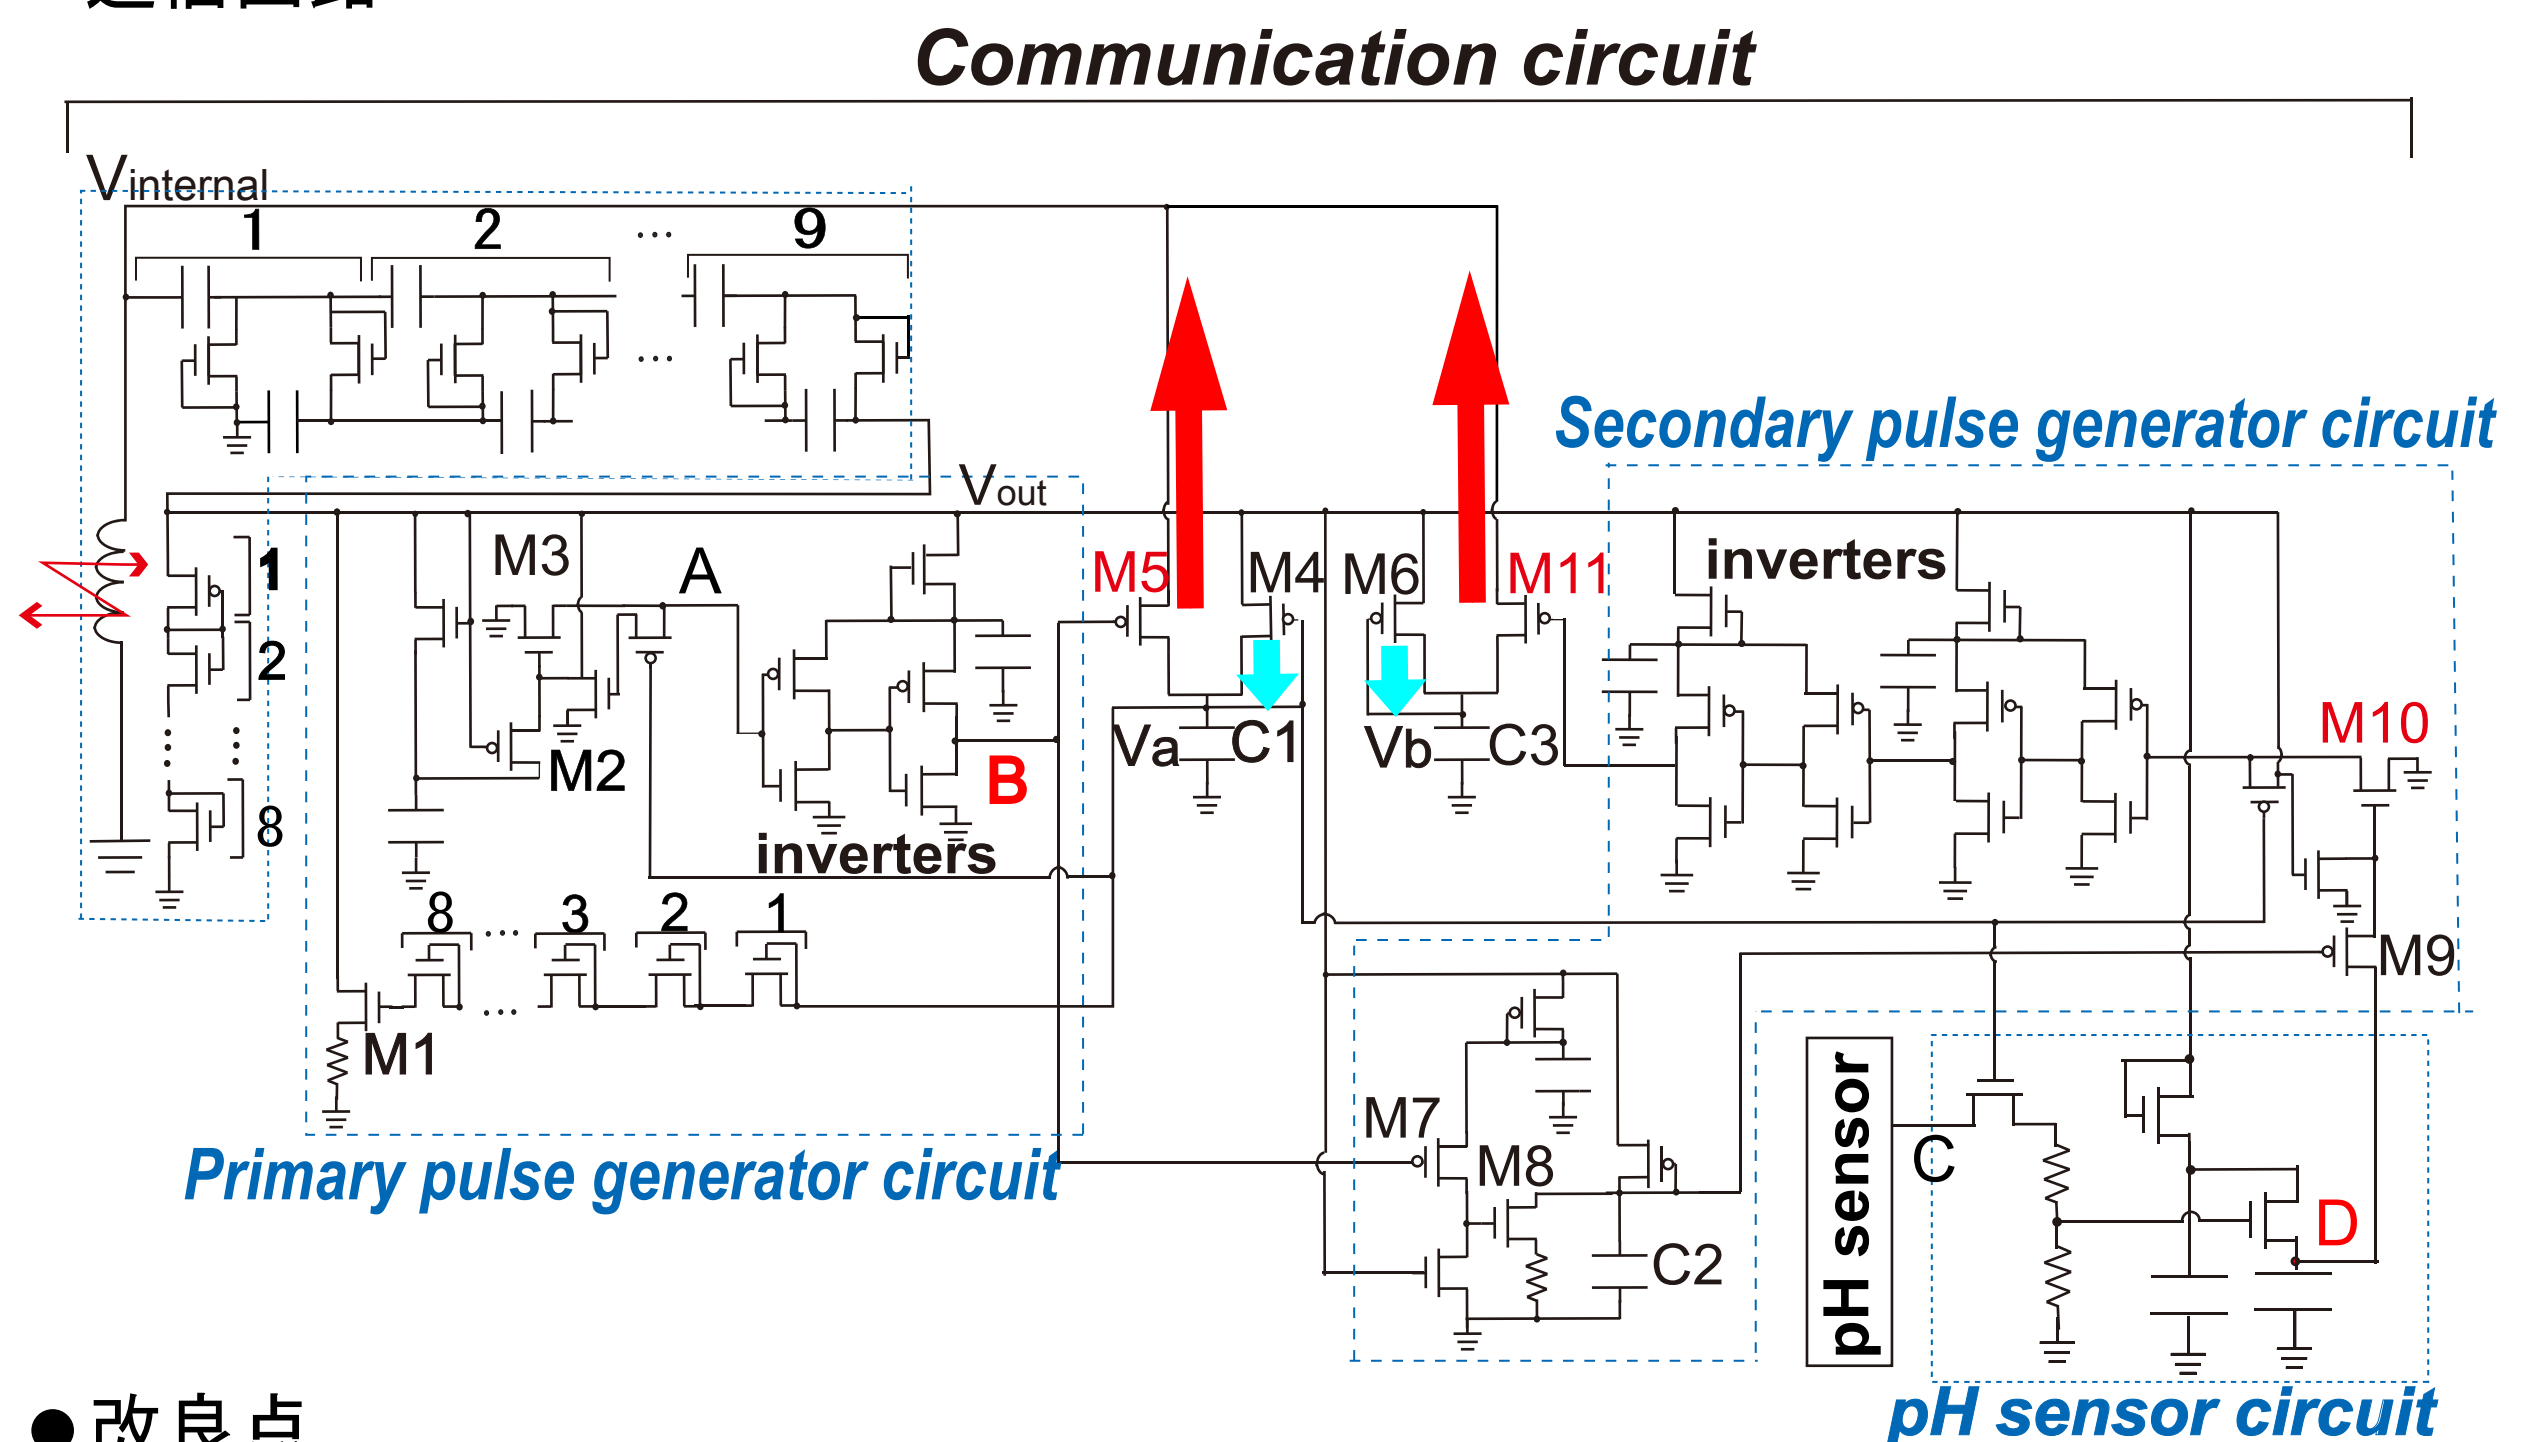 Communication circuit
Vinternal
1 2 … 9
Secondary pulse generator circuit
Vout
M3 A M5 M4 M6 M11 inverters
1
2
M2 B Va C1 Vb C3 M10
8
inverters
8 … 3 2 1
M9
M1
Primary pulse generator circuit
M7 M8 C2
pH sensor
C
D
pH sensor circuit
●改良点